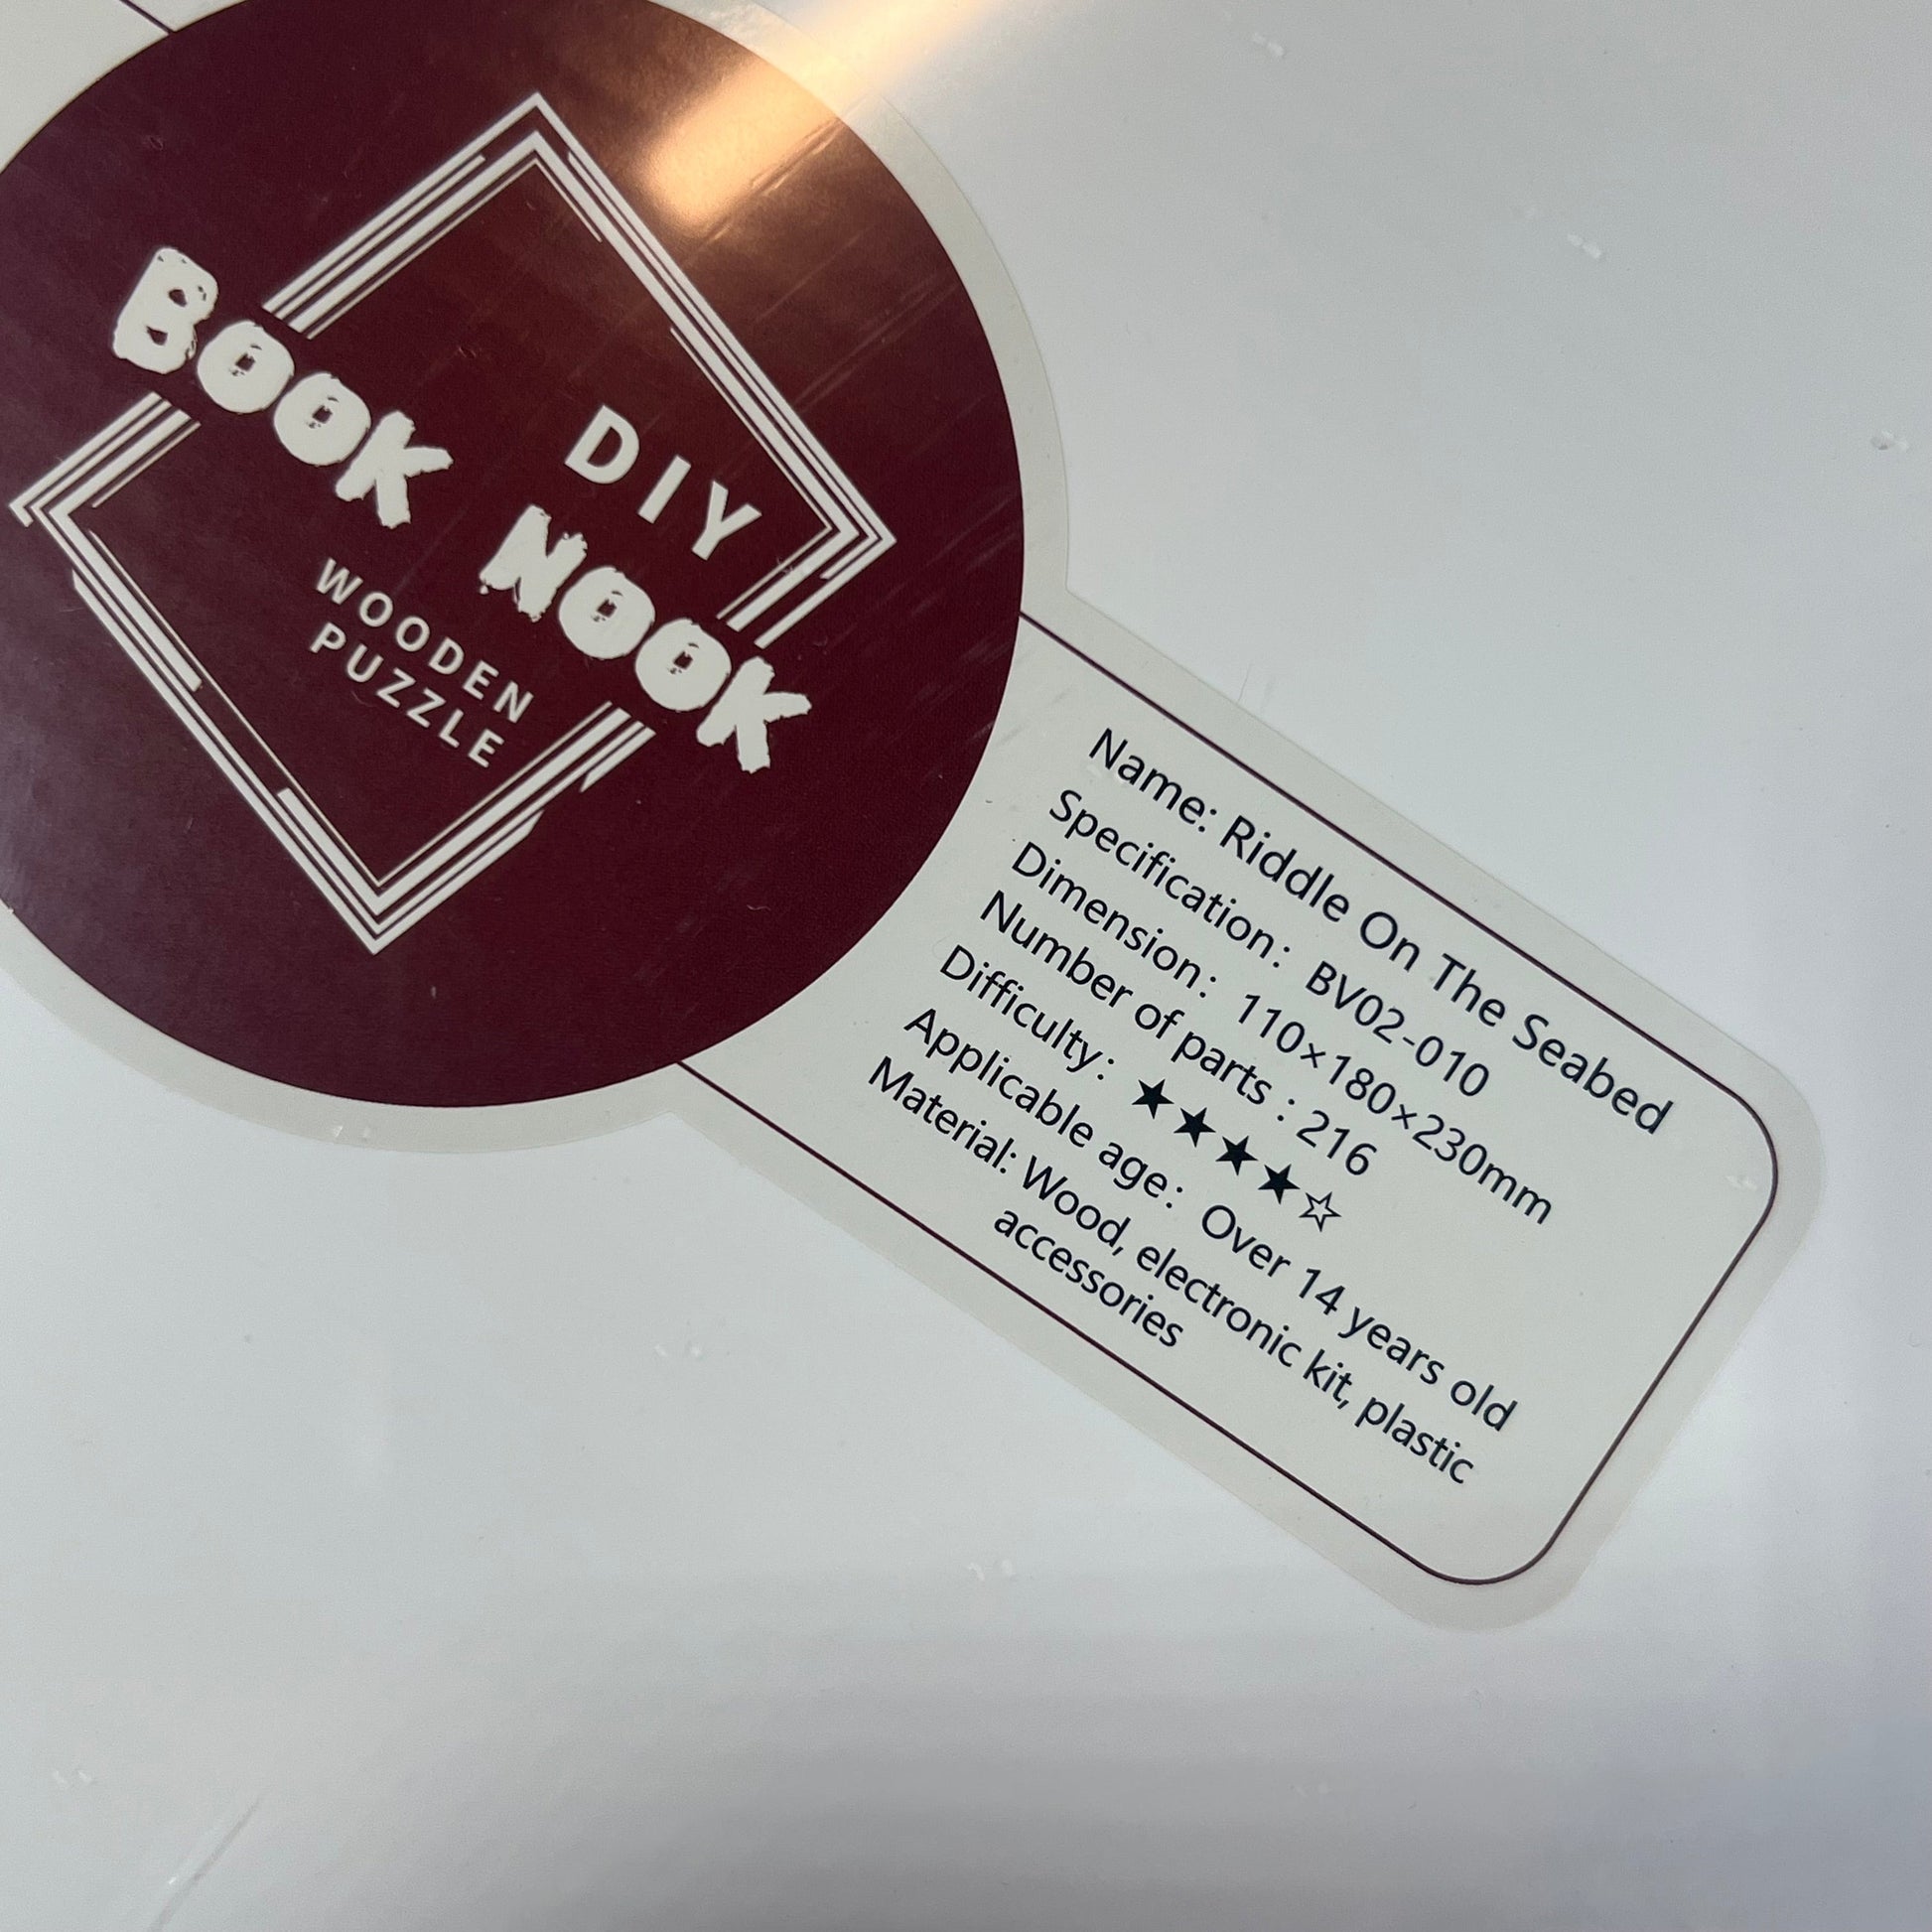 DIY
BOOK NOOK
WOODEN
PUZZLE
Name: Riddle On The Seabed
Specification: BV02-010
Dimension: 110×180×230mm
Number of parts : 216
Difficulty: ★★★★☆
Applicable age: Over 14 years old
Material: Wood, electronic kit, plastic
accessories